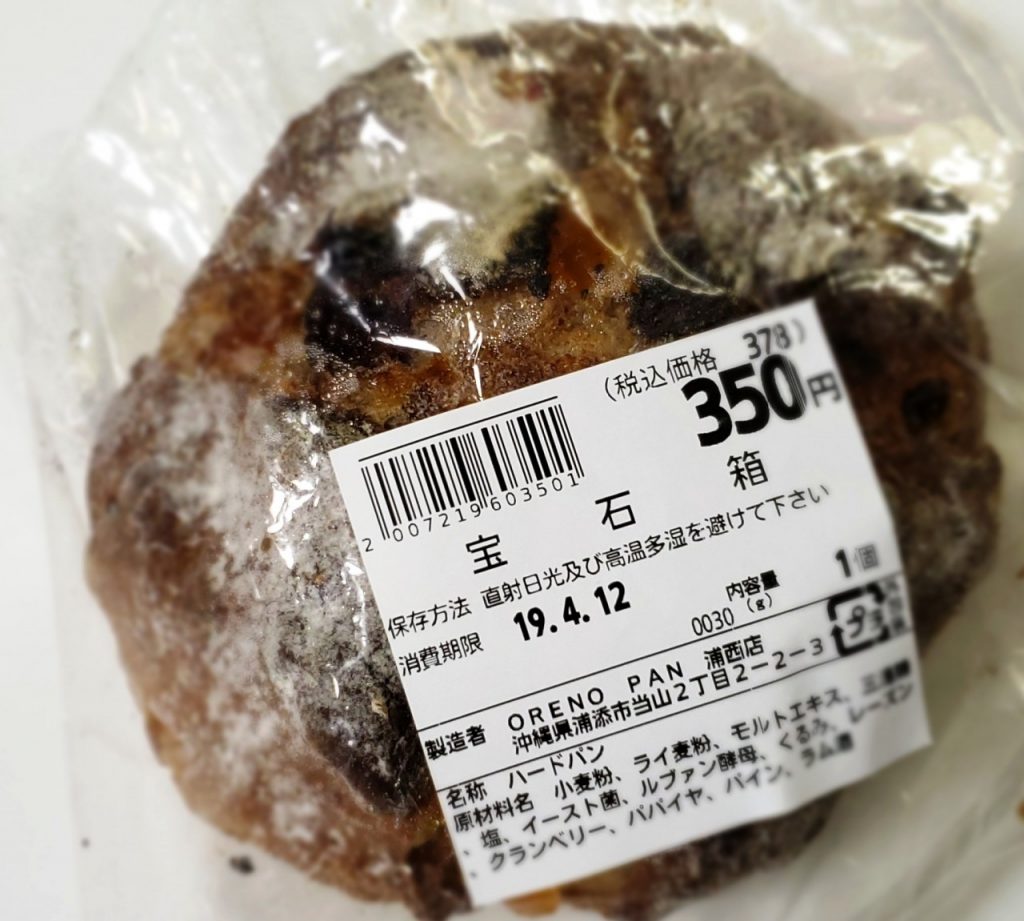 (税込価格 378)
350円
2 007219 603501
宝石箱
保存方法 直射日光及び高温多湿を避けて下さい
消費期限 19.4.12 内容量 1個
0030 (g)
製造者 ORENO PAN 浦西店
沖縄県浦添市当山2丁目2-2-3
プラ
名称 ハードパン
原材料名 小麦粉、ライ麦粉、モルトエキス、
、塩、イースト菌、ルヴァン酵母、くるみ、レーズン
クランベリー、パパイヤ、パイン、ラム酒